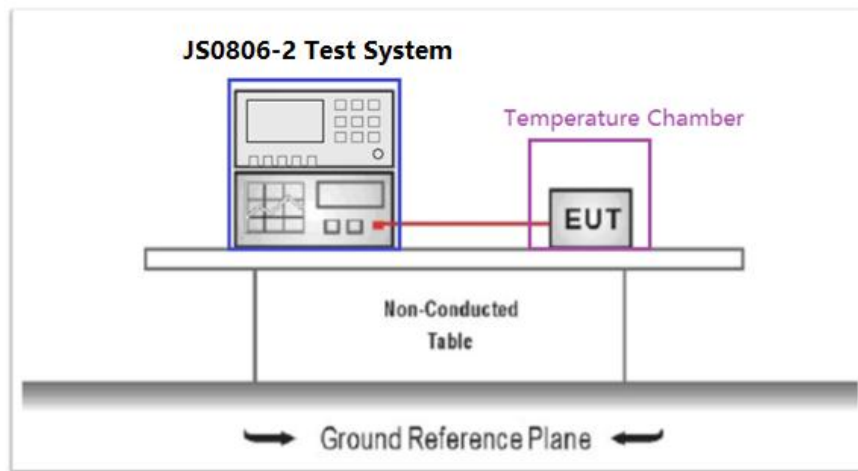 JS0806-2 Test System
Temperature Chamber
EUT
Non-Conducted
Table
Ground Reference Plane